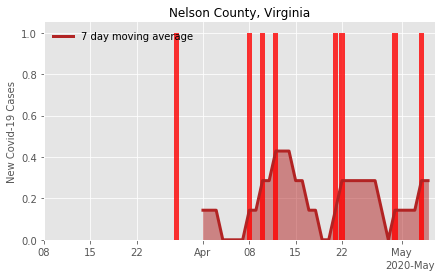 Nelson County, Virginia
7 day moving average
New Covid-19 Cases
1.0
0.8
0.6
0.4
0.2
0.0
08 15 22 Apr 08 15 22 May
2020-May